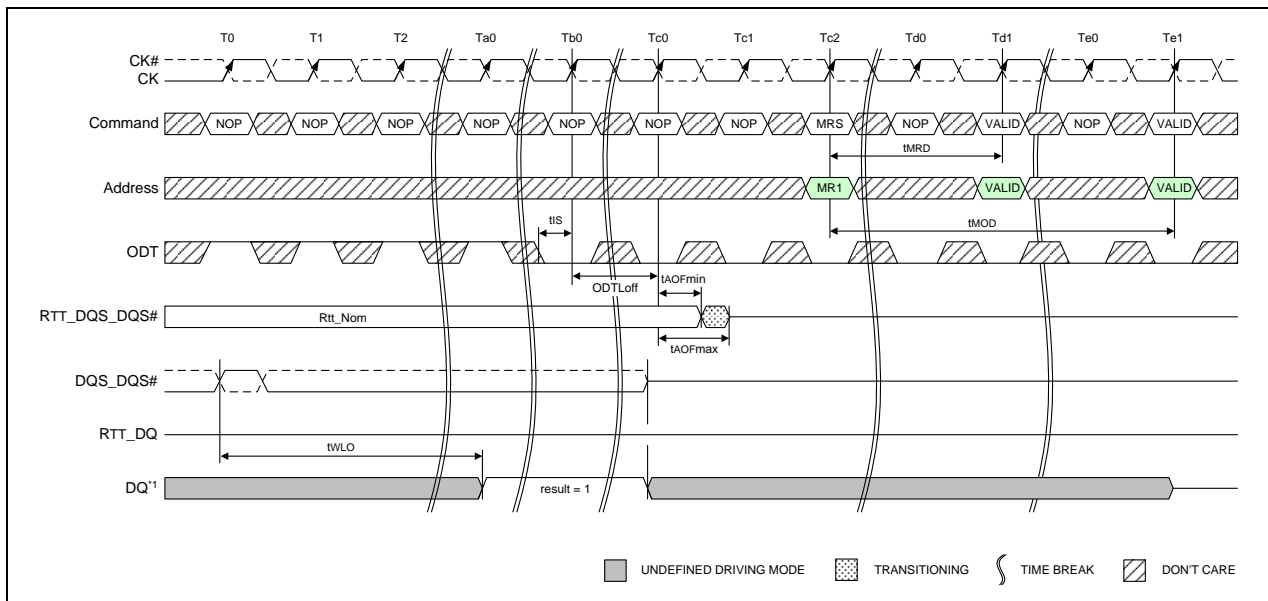 T0 T1 T2 Ta0 Tb0 Tc0 Tc1 Tc2 Td0 Td1 Te0 Te1
CK#
CK
Command NOP NOP NOP NOP NOP NOP NOP MRS NOP VALID NOP VALID
tMRD
Address MR1 VALID VALID
tIS tMOD
ODT
ODTLoff tAOFmin
RTT_DQS_DQS# Rtt_Nom
tAOFmax
DQS_DQS#
RTT_DQ
tWLO
DQ*1 result = 1
UNDEFINED DRIVING MODE TRANSITIONING TIME BREAK DON'T CARE